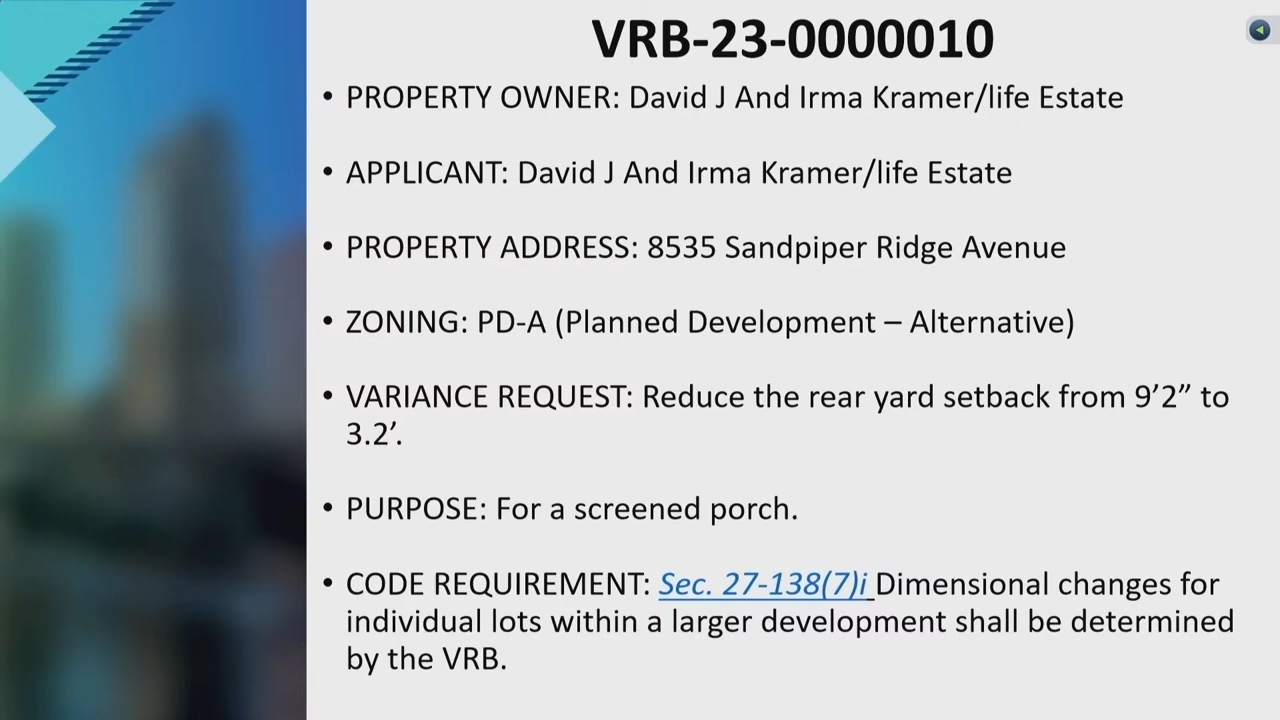 VRB-23-0000010
• PROPERTY OWNER: David J And Irma Kramer/life Estate
• APPLICANT: David J And Irma Kramer/life Estate
• PROPERTY ADDRESS: 8535 Sandpiper Ridge Avenue
• ZONING: PD-A (Planned Development – Alternative)
• VARIANCE REQUEST: Reduce the rear yard setback from 9’2” to
3.2’.
• PURPOSE: For a screened porch.
• CODE REQUIREMENT: Sec. 27-138(7)i Dimensional changes for
individual lots within a larger development shall be determined
by the VRB.